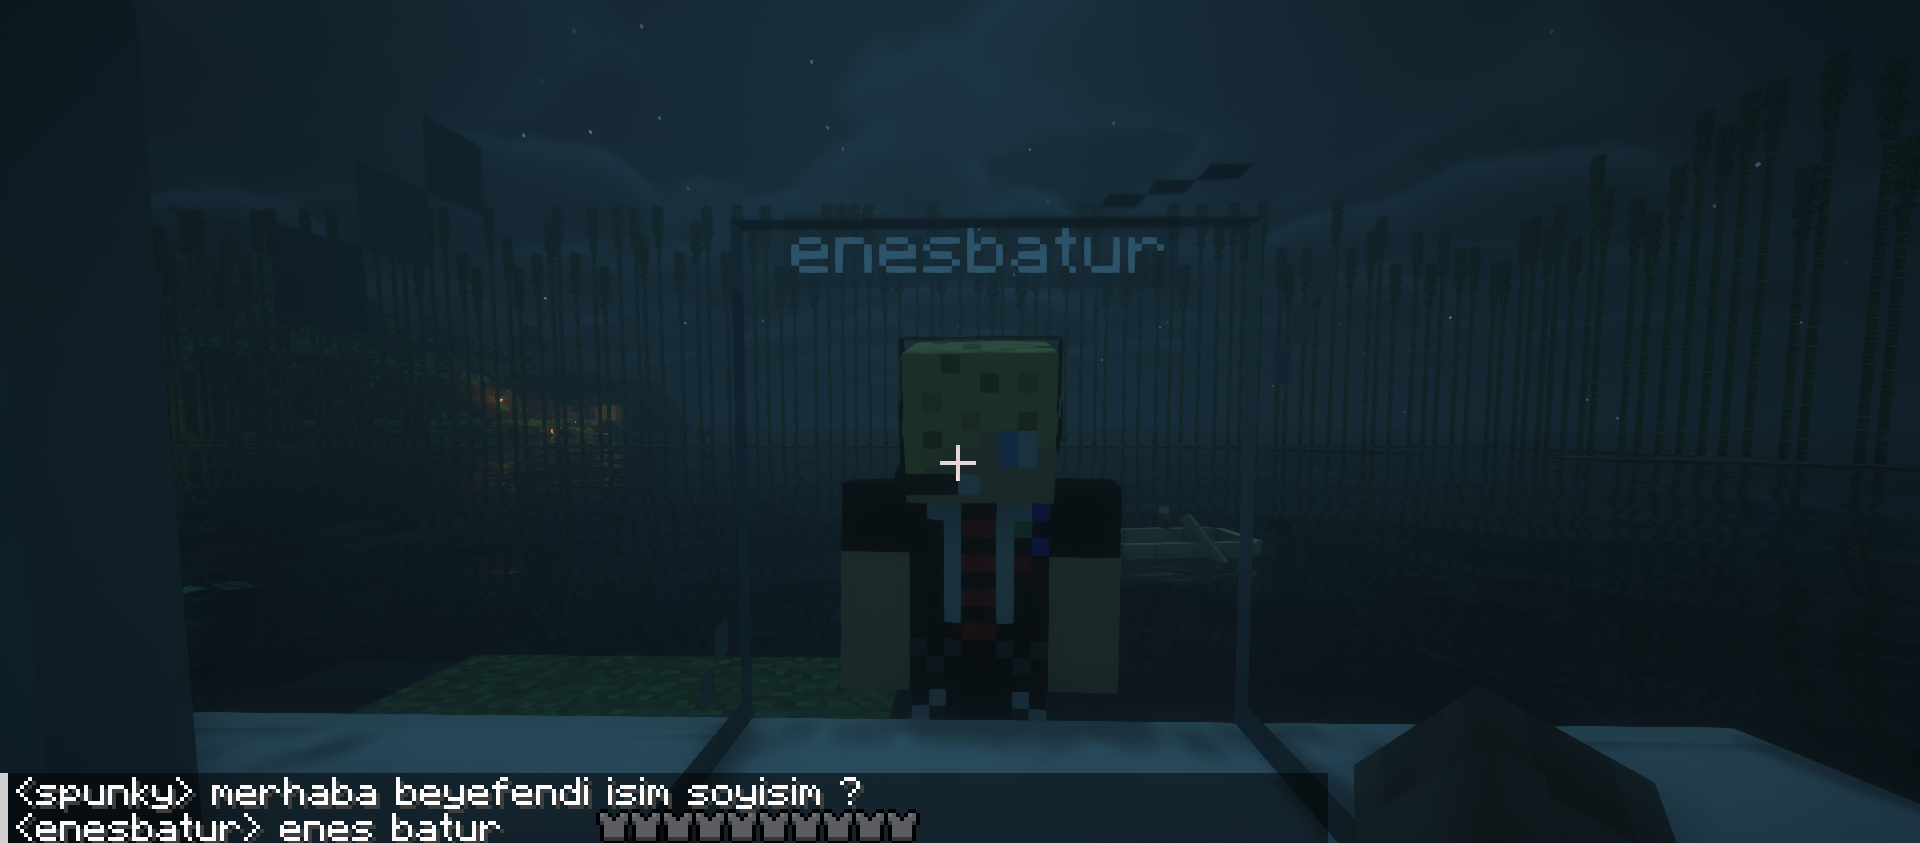 enesbatur
<spunky> merhaba beyefendi isim soyisim ?
<enesbatur> enes batur